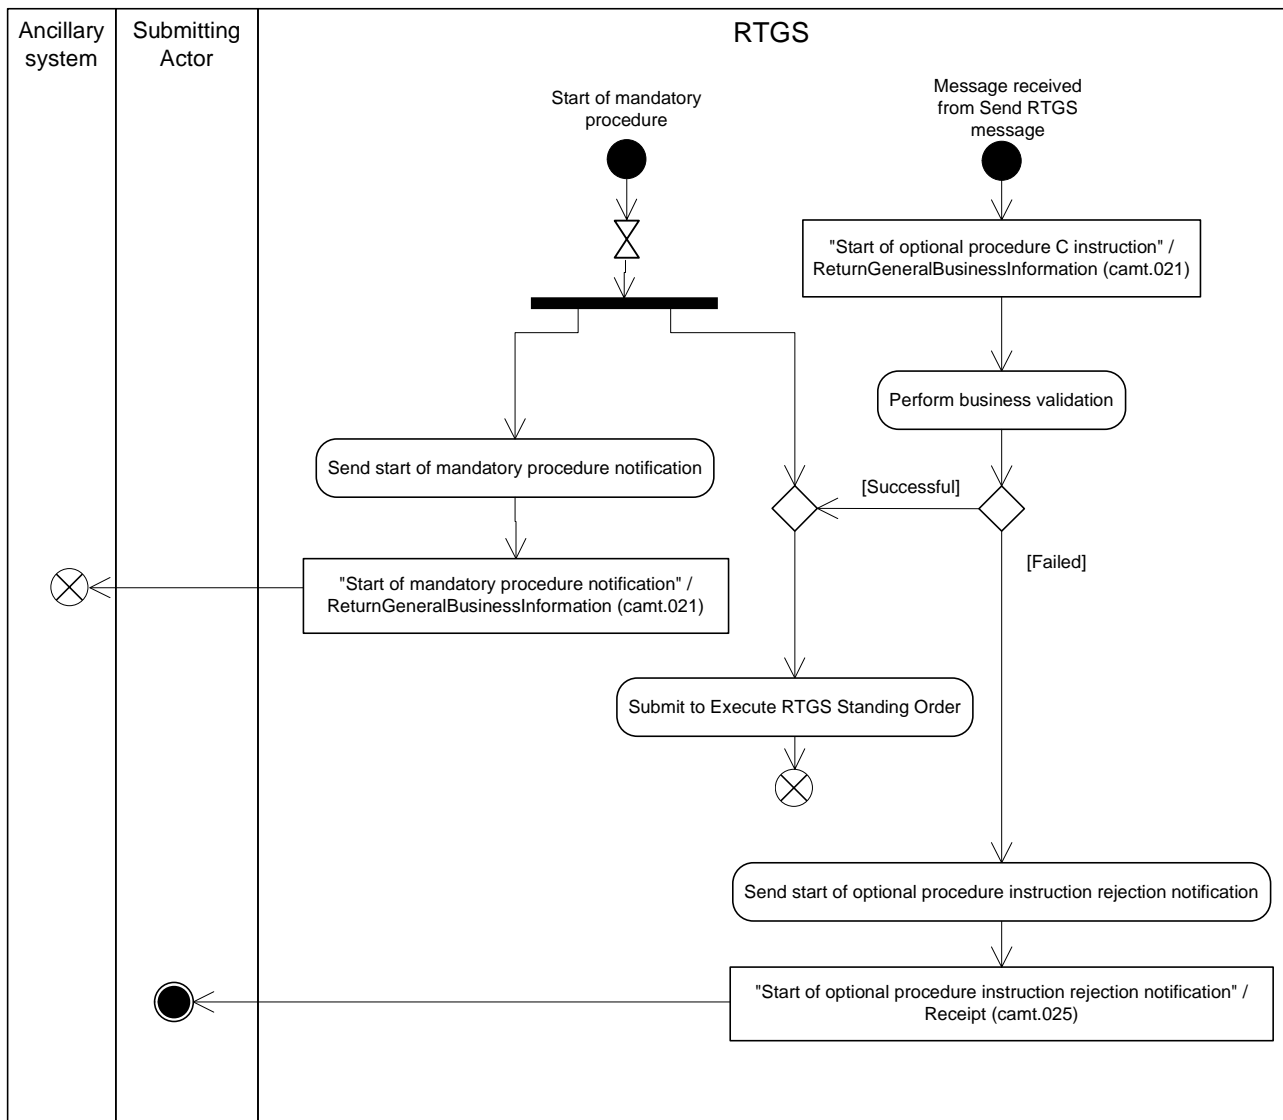 Ancillary
system
Submitting
Actor
RTGS
Start of mandatory
procedure
Message received
from Send RTGS
message
"Start of optional procedure C instruction" /
ReturnGeneralBusinessInformation (camt.021)
Perform business validation
Send start of mandatory procedure notification
[Successful]
[Failed]
"Start of mandatory procedure notification" /
ReturnGeneralBusinessInformation (camt.021)
Submit to Execute RTGS Standing Order
Send start of optional procedure instruction rejection notification
"Start of optional procedure instruction rejection notification" /
Receipt (camt.025)